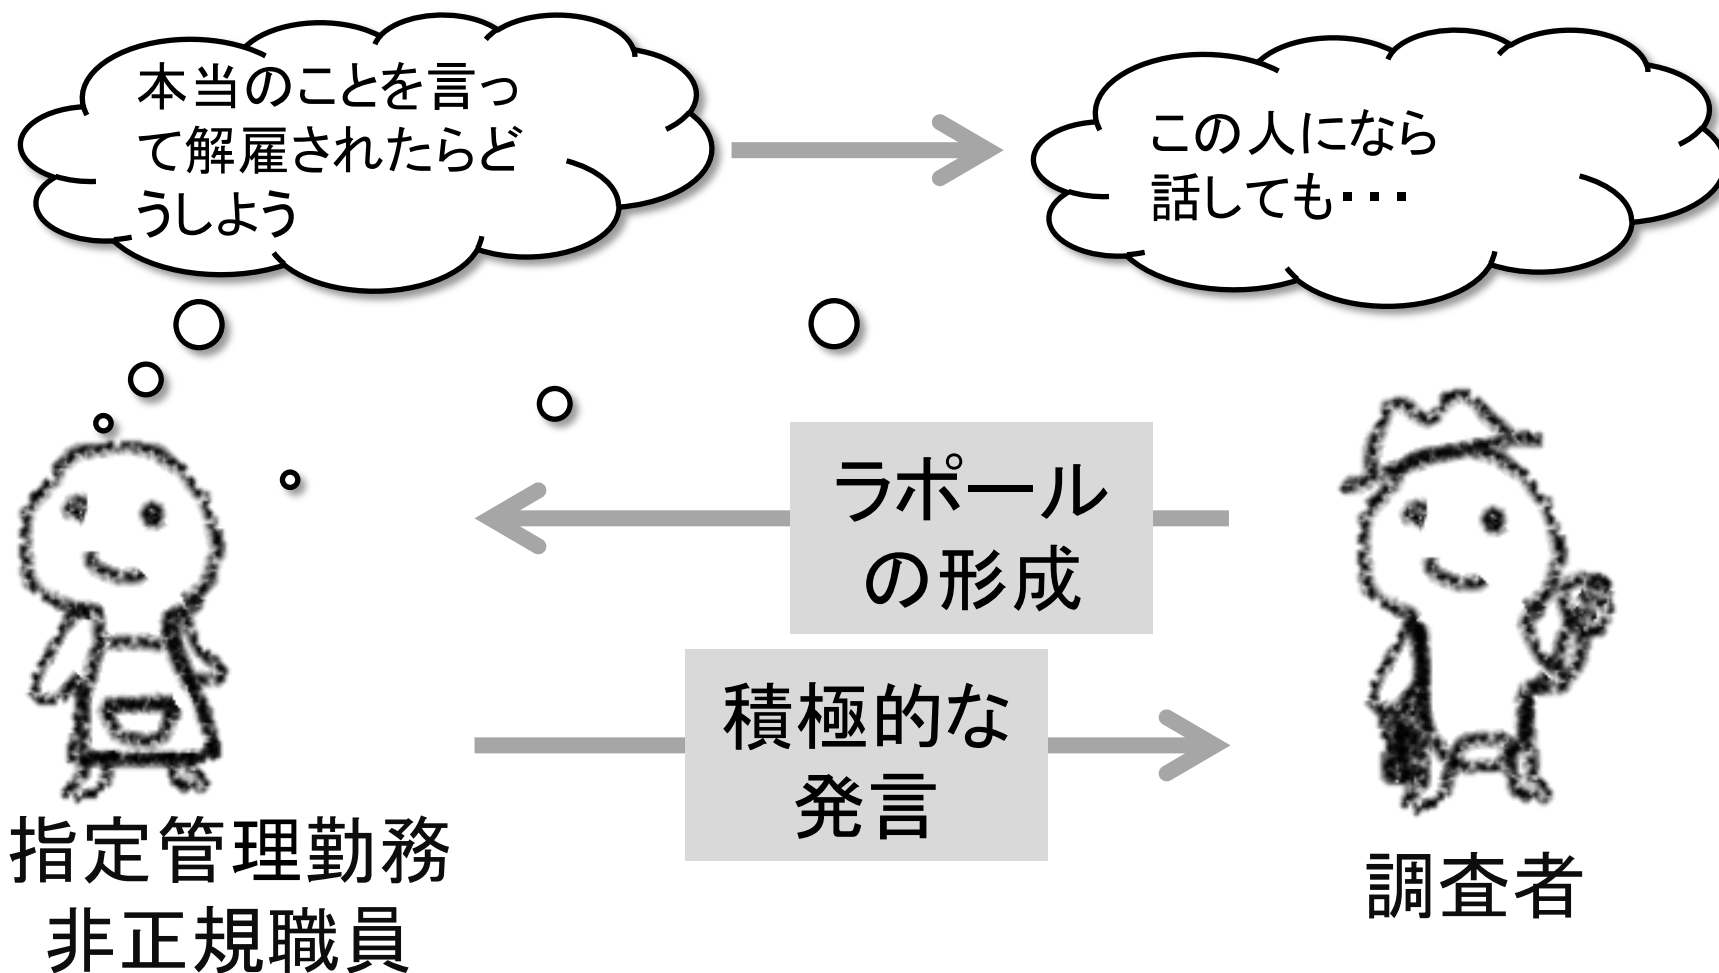 本当のことを言っ
て解雇されたらど
うしよう
この人になら
話しても・・・
ラポール
の形成
積極的な
発言
指定管理勤務
非正規職員
調査者